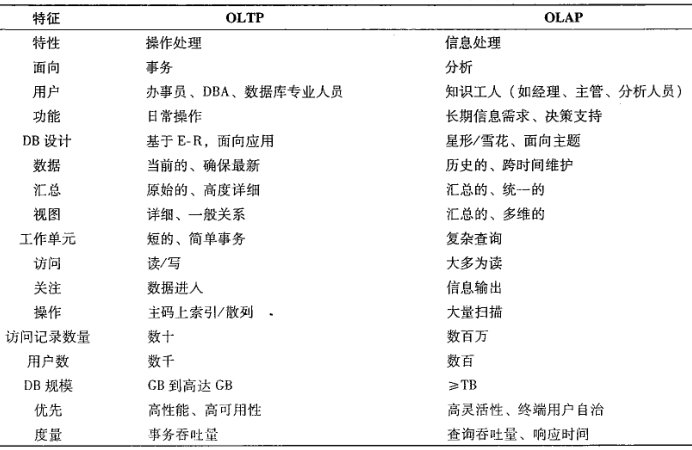 特征 OLTP OLAP
特性 操作处理 信息处理
面向 事务 分析
用户 办事员、DBA、数据库专业人员 知识工人（如经理、主管、分析人员）
功能 日常操作 长期信息需求、决策支持
DB 设计 基于 E-R，面向应用 星形/雪花、面向主题
数据 当前的、确保最新 历史的、跨时间维护
汇总 原始的、高度详细 汇总的、统一的
视图 详细、一般关系 汇总的、多维的
工作单元 短的、简单事务 复杂查询
访问 读/写 大多为读
关注 数据进入 信息输出
操作 主码上索引/散列 大量扫描
访问记录数量 数十 数百万
用户数 数千 数百
DB 规模 GB 到高达 GB ≥TB
优先 高性能、高可用性 高灵活性、终端用户自治
度量 事务吞吐量 查询吞吐量、响应时间